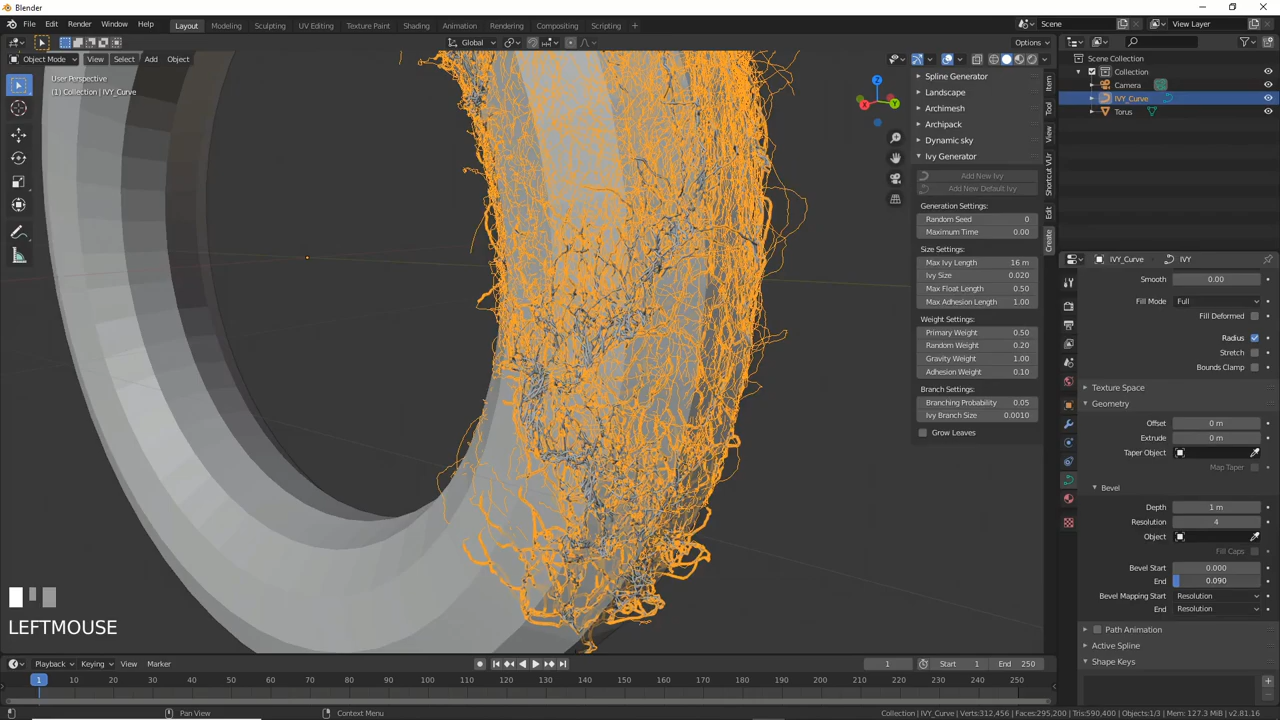 Blender
File Edit Render Window Help Layout Modeling Sculpting UV Editing Texture Paint Shading Animation Rendering Compositing Scripting + Scene View Layer
Global Options
Object Mode View Select Add Object
User Perspective
(1) Collection | IVY_Curve
X Y Z
Spline Generator
Landscape
Archimesh
Archipack
Dynamic sky
Ivy Generator
Add New Ivy
Add New Default Ivy
Generation Settings:
Random Seed 0
Maximum Time 0.00
Size Settings:
Max Ivy Length 16 m
Ivy Size 0.020
Max Float Length 0.50
Max Adhesion Length 1.00
Weight Settings:
Primary Weight 0.50
Random Weight 0.20
Gravity Weight 1.00
Adhesion Weight 0.10
Branch Settings:
Branching Probability 0.05
Ivy Branch Size 0.0010
Grow Leaves
Item
Tool
View
Shortcut VUr
Edit
Create
Scene Collection
Collection
Camera
IVY_Curve
Torus
IVY_Curve IVY
Smooth 0.00
Fill Mode Full
Fill Deformed
Radius
Stretch
Bounds Clamp
Texture Space
Geometry
Offset 0 m
Extrude 0 m
Taper Object
Map Taper
Bevel
Depth 1 m
Resolution 4
Object
Fill Caps
Bevel Start 0.000
End 0.090
Bevel Mapping Start Resolution
End Resolution
Path Animation
Active Spline
Shape Keys
LEFTMOUSE
Playback Keying View Marker 1 Start 1 End 250
1 10 20 30 40 50 60 70 80 90 100 110 120 130 140 150 160 170 180 190 200 210 220 230 240 250
Pan View Context Menu Collection | IVY_Curve | Verts:312,456 | Faces:295,200 | Tris:590,400 | Objects:1/3 | Mem: 127.3 MiB | v2.81.16